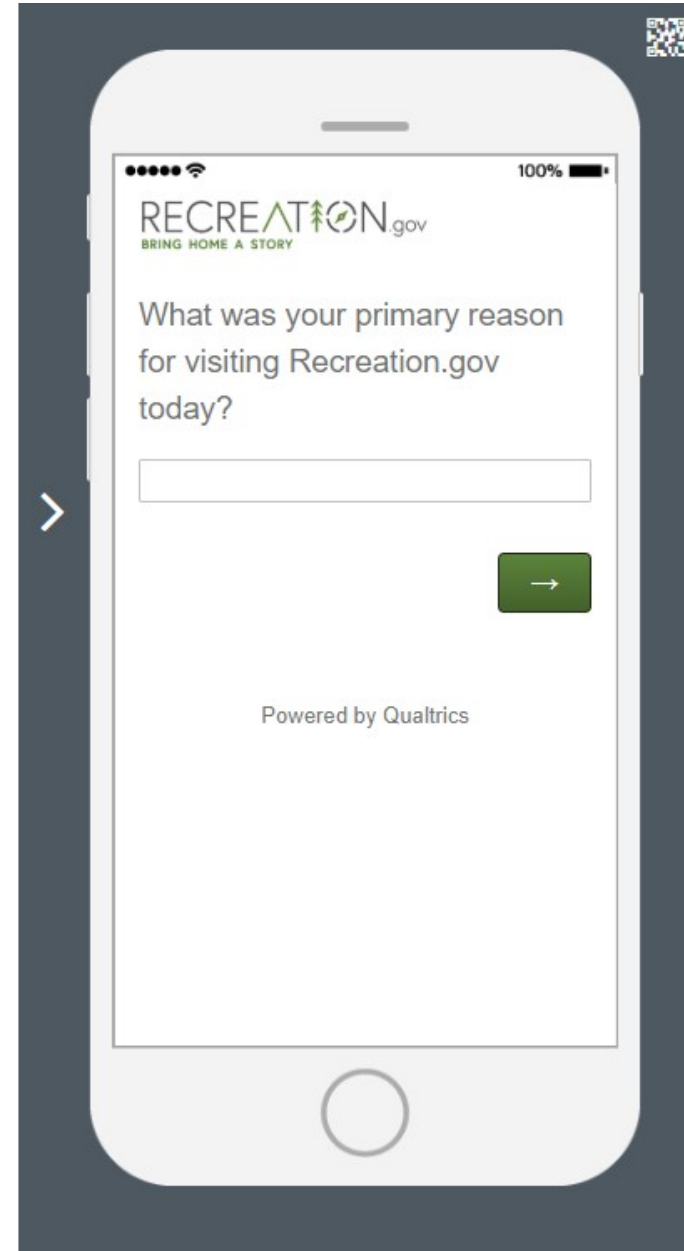 100%
RECREATION.gov
BRING HOME A STORY
What was your primary reason
for visiting Recreation.gov
today?
→
Powered by Qualtrics